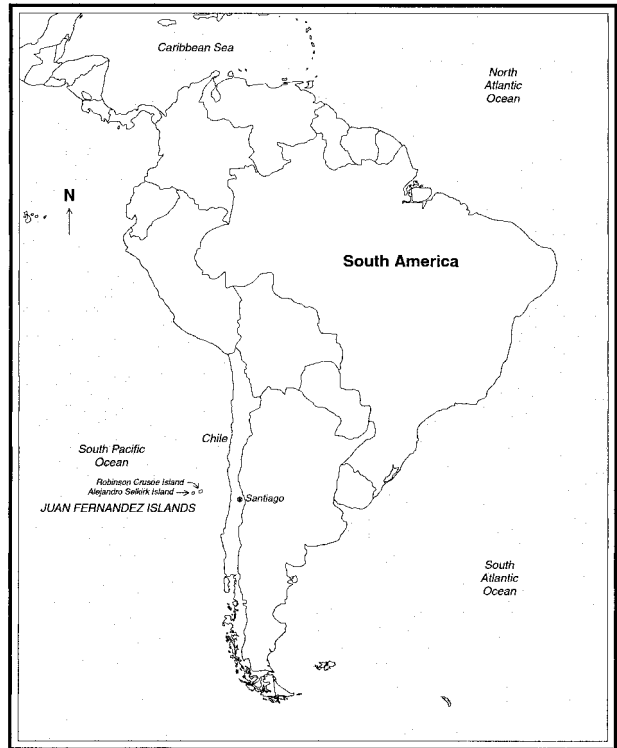 Caribbean Sea
North
Atlantic
Ocean
N
South America
Chile
South Pacific
Ocean
Robinson Crusoe Island
Alejandro Selkirk Island
Santiago
JUAN FERNANDEZ ISLANDS
South
Atlantic
Ocean